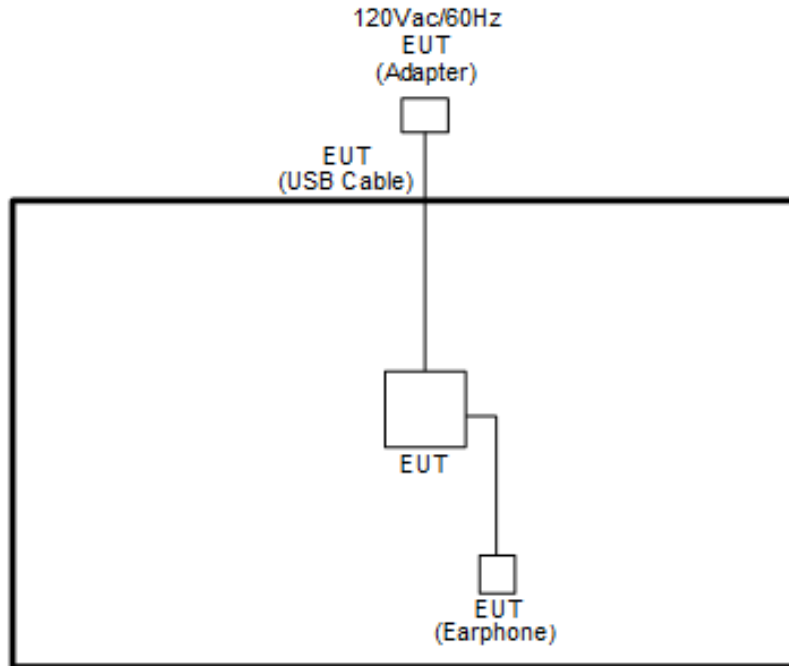 120Vac/60Hz
EUT
(Adapter)
EUT
(USB Cable)
EUT
EUT
(Earphone)